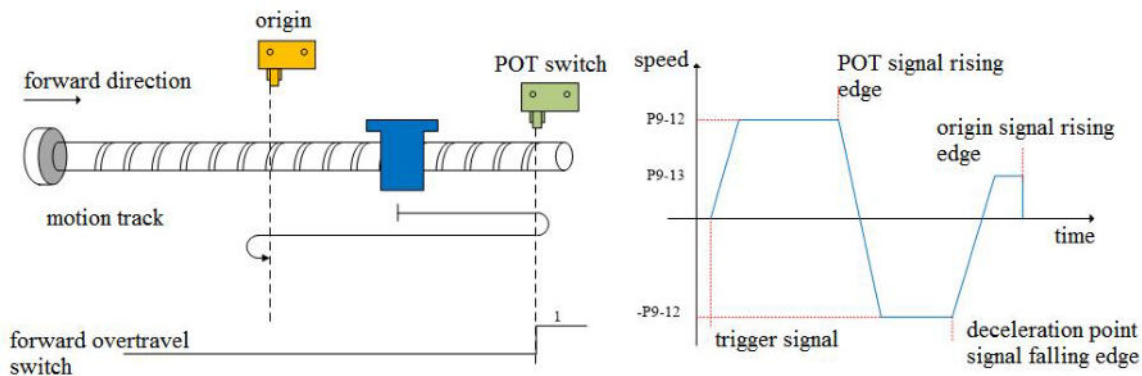 origin
forward direction
POT switch
motion track
1
forward overtravel
switch
speed
POT signal rising
edge
P9-12
origin signal rising
edge
P9-13
time
-P9-12
trigger signal
deceleration point
signal falling edge